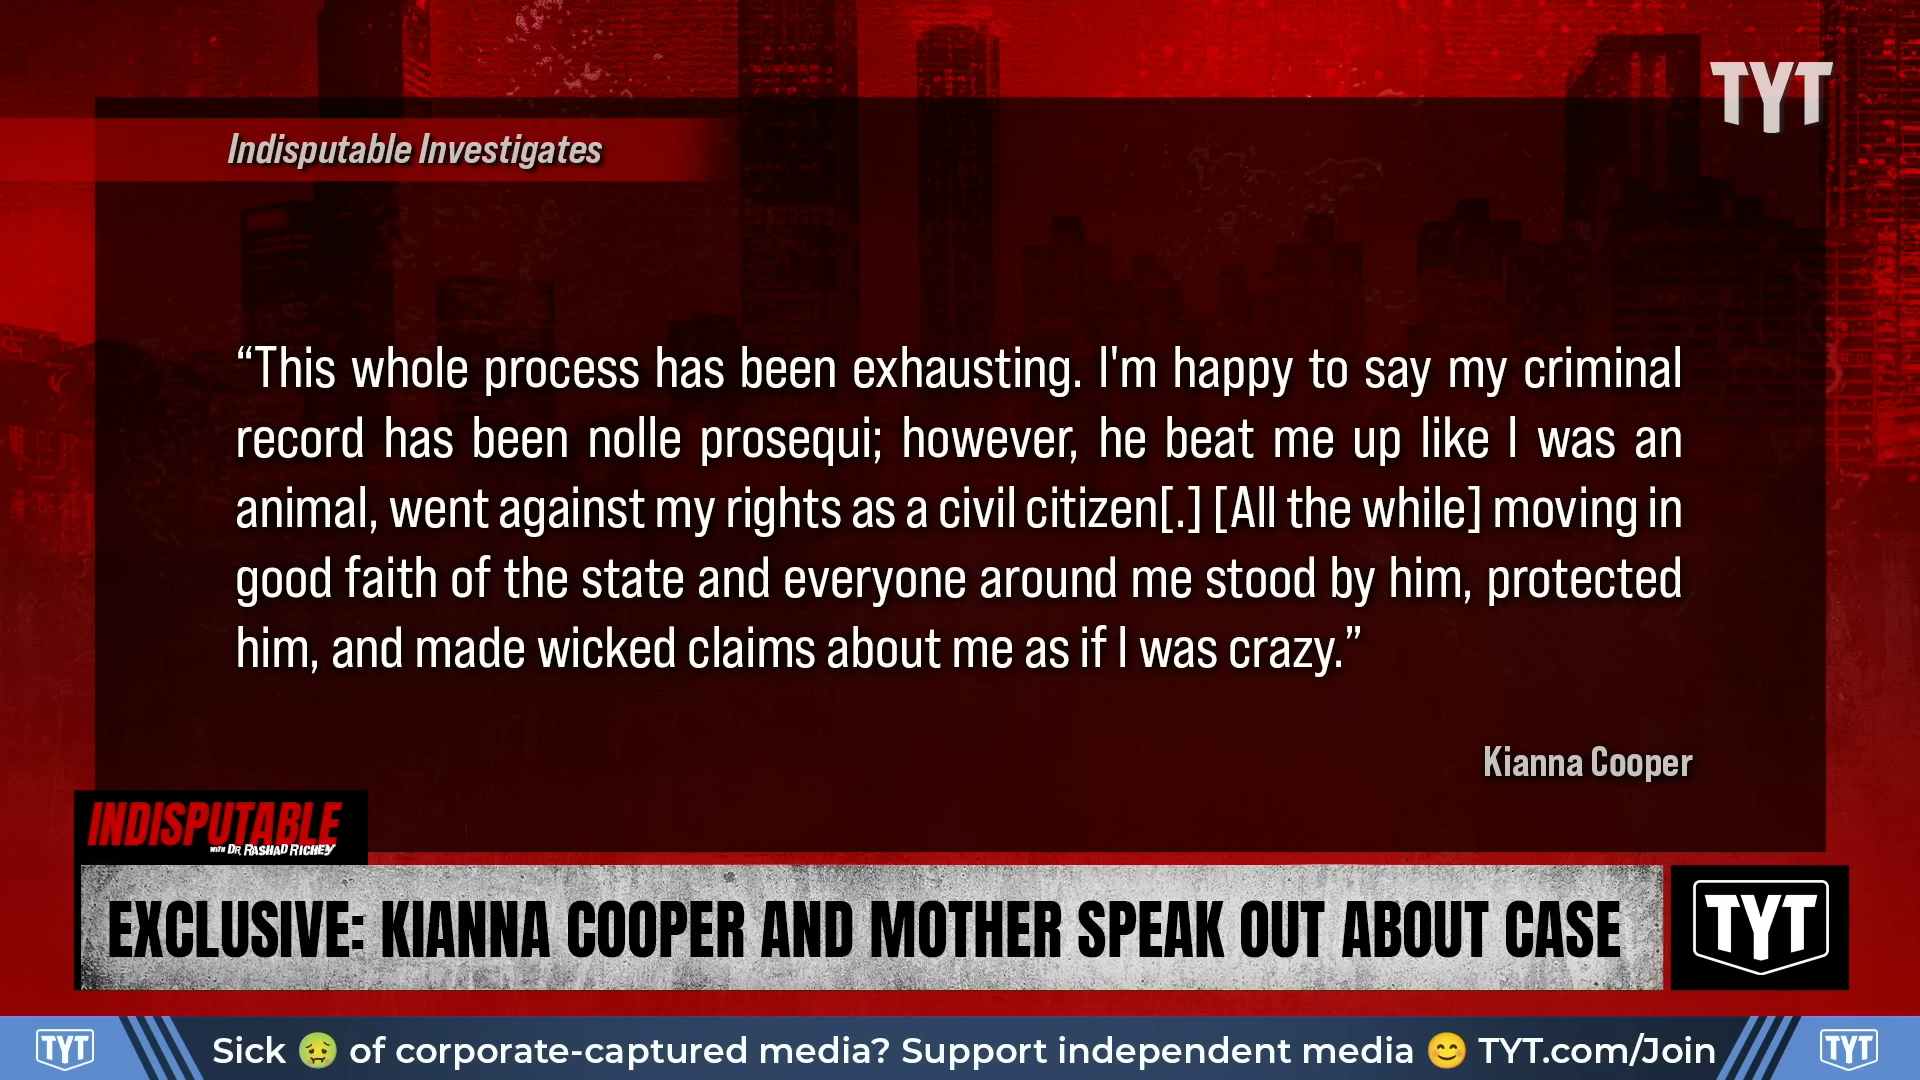 TYT
Indisputable Investigates
“This whole process has been exhausting. I'm happy to say my criminal
record has been nolle prosequi; however, he beat me up like I was an
animal, went against my rights as a civil citizen[.] [All the while] moving in
good faith of the state and everyone around me stood by him, protected
him, and made wicked claims about me as if I was crazy.”
Kianna Cooper
INDISPUTABLE
WITH DR RASHAD RICHEY
EXCLUSIVE: KIANNA COOPER AND MOTHER SPEAK OUT ABOUT CASE
TYT
TYT
Sick 🤢 of corporate-captured media? Support independent media 😊 TYT.com/Join
TYT